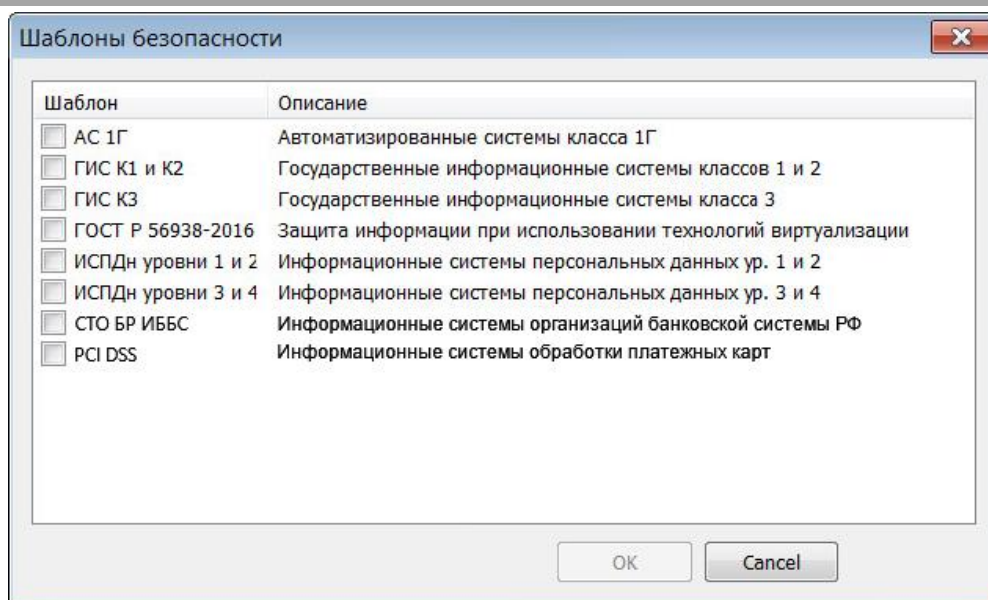 Шаблоны безопасности
Шаблон Описание
АС 1Г Автоматизированные системы класса 1Г
ГИС К1 и К2 Государственные информационные системы классов 1 и 2
ГИС К3 Государственные информационные системы класса 3
ГОСТ Р 56938-2016 Защита информации при использовании технологий виртуализации
ИСПДн уровни 1 и 2 Информационные системы персональных данных ур. 1 и 2
ИСПДн уровни 3 и 4 Информационные системы персональных данных ур. 3 и 4
СТО БР ИББС Информационные системы организаций банковской системы РФ
PCI DSS Информационные системы обработки платежных карт
OK Cancel